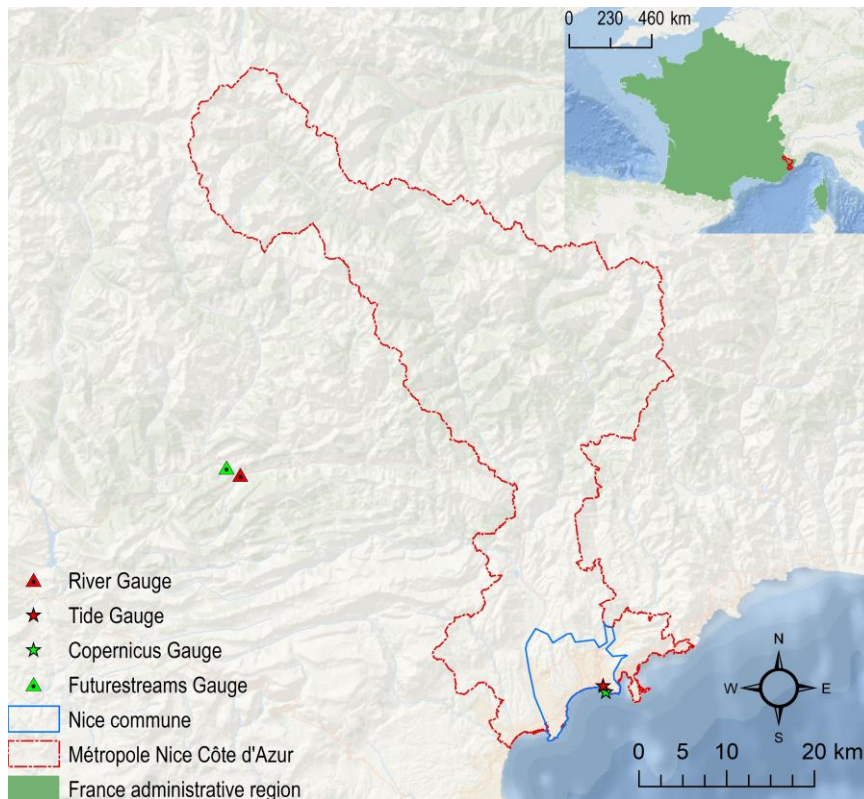 0 230 460 km
River Gauge
Tide Gauge
Copernicus Gauge
Futurestreams Gauge
Nice commune
Métropole Nice Côte d'Azur
France administrative region
N
W E
S
0 5 10 20 km